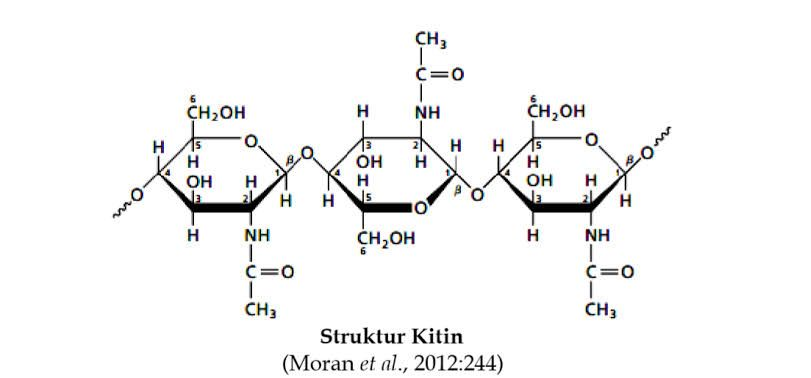 CH3
C=O
6 H NH 6
CH2OH CH2OH
H 5 O 3 2 H H 5 O O
H β O OH H H β
4 OH H 1 4 H 1 4 OH H 1
O 3 2 H H 5 O β O 3 2 H
H NH CH2OH H NH
6
C=O C=O
CH3 CH3
Struktur Kitin
(Moran et al., 2012:244)